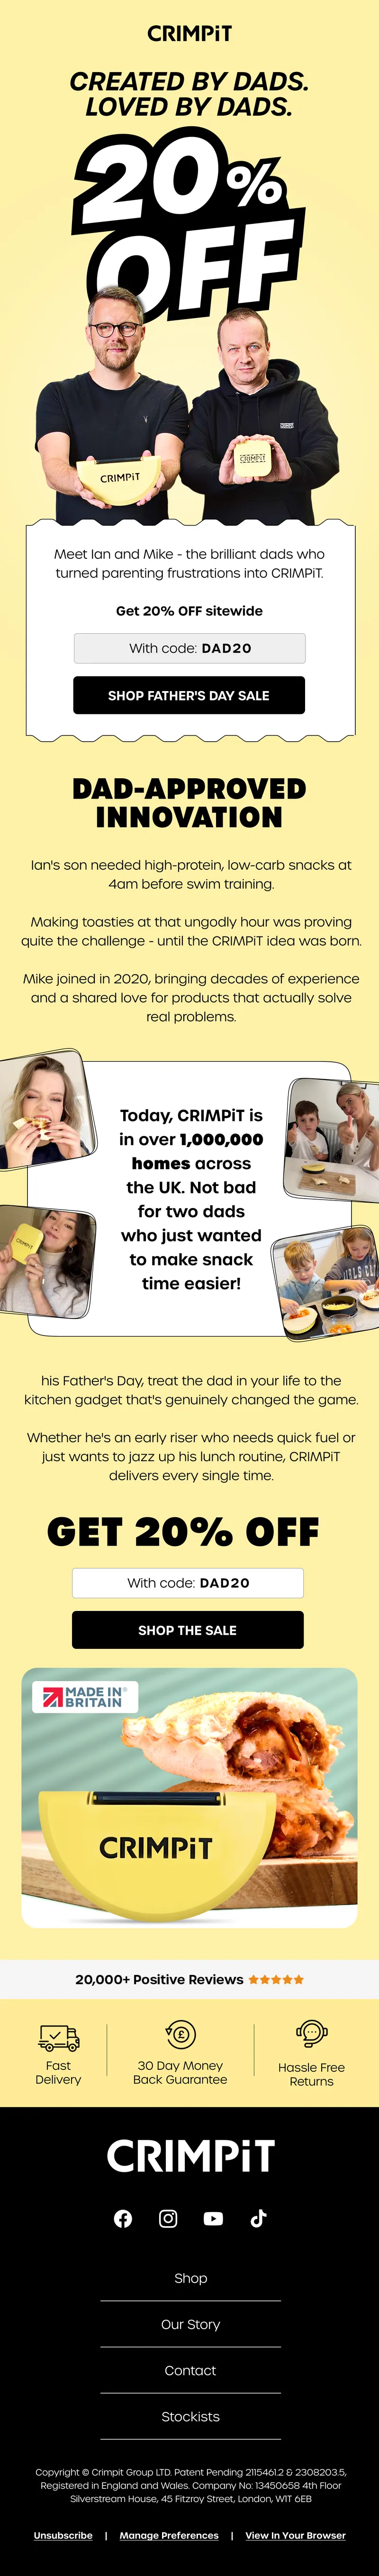 CRIMPiT
CREATED BY DADS.
LOVED BY DADS.
20%
OFF
CRIMPiT
CRIMPiT
Meet Ian and Mike - the brilliant dads who
turned parenting frustrations into CRIMPiT.
Get 20% OFF sitewide
With code: DAD20
SHOP FATHER'S DAY SALE
DAD-APPROVED
INNOVATION
Ian's son needed high-protein, low-carb snacks at
4am before swim training.
Making toasties at that ungodly hour was proving
quite the challenge - until the CRIMPiT idea was born.
Mike joined in 2020, bringing decades of experience
and a shared love for products that actually solve
real problems.
Today, CRIMPiT is
in over 1,000,000
homes across
the UK. Not bad
for two dads
who just wanted
to make snack
time easier!
CRIMPiT
his Father's Day, treat the dad in your life to the
kitchen gadget that's genuinely changed the game.
Whether he's an early riser who needs quick fuel or
just wants to jazz up his lunch routine, CRIMPiT
delivers every single time.
GET 20% OFF
With code: DAD20
SHOP THE SALE
MADE IN
BRITAIN®
CRIMPiT
20,000+ Positive Reviews
Fast
Delivery
30 Day Money
Back Guarantee
Hassle Free
Returns
CRIMPiT
Shop
Our Story
Contact
Stockists
Copyright © Crimpit Group LTD. Patent Pending 2115461.2 & 2308203.5,
Registered in England and Wales. Company No: 13450658 4th Floor
Silverstream House, 45 Fitzroy Street, London, W1T 6EB
Unsubscribe | Manage Preferences | View In Your Browser